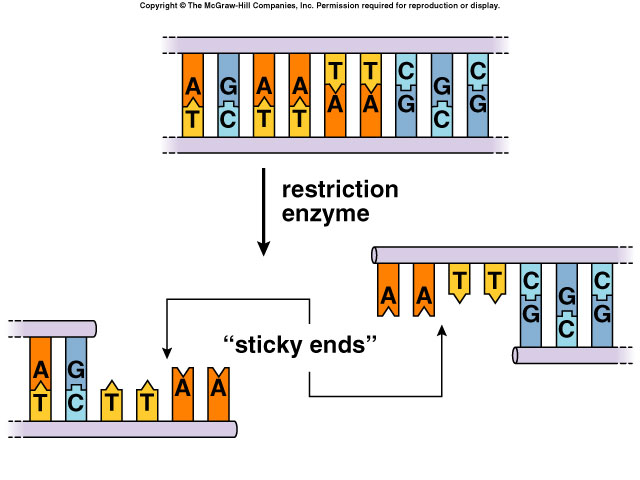 Copyright © The McGraw-Hill Companies, Inc. Permission required for reproduction or display.
A G A A T T C G C
T C T T A A G C G
restriction
enzyme
A A T T C G C
G C G
"sticky ends"
A G
T C T T A A